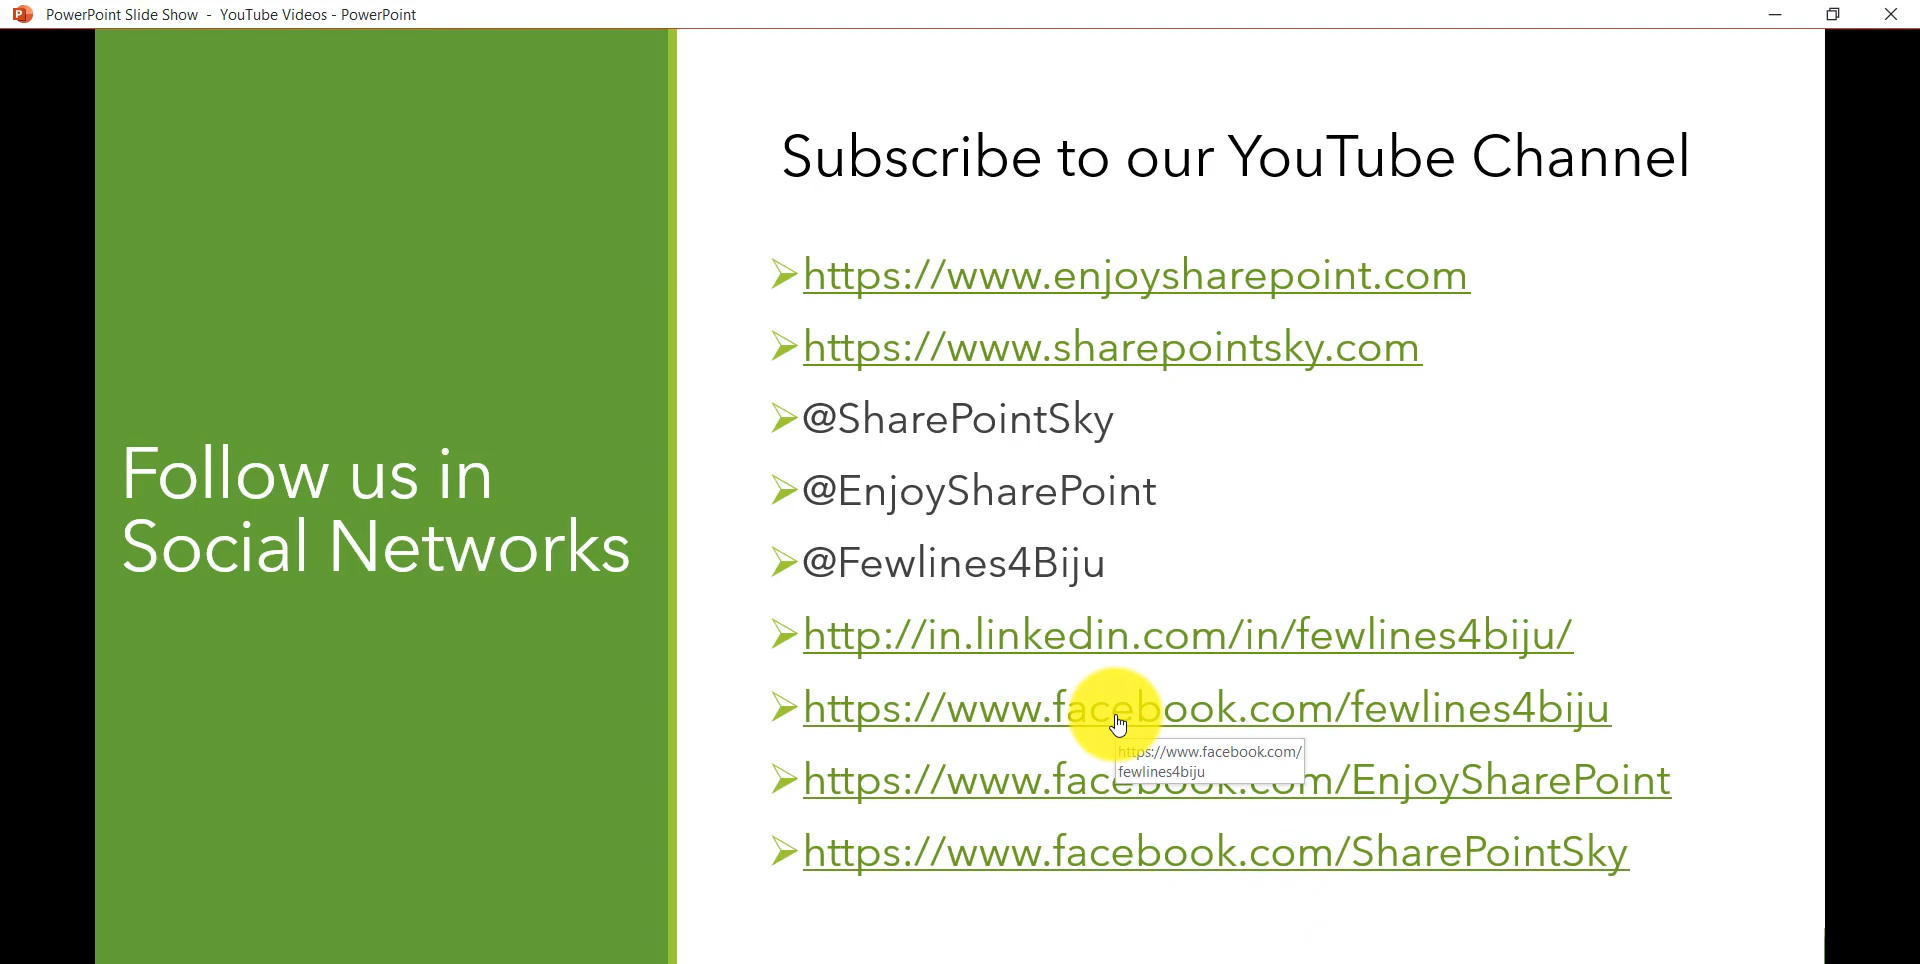 PowerPoint Slide Show - YouTube Videos - PowerPoint
Follow us in
Social Networks
Subscribe to our YouTube Channel
https://www.enjoysharepoint.com
https://www.sharepointsky.com
@SharePointSky
@EnjoySharePoint
@Fewlines4Biju
http://in.linkedin.com/in/fewlines4biju/
https://www.facebook.com/fewlines4biju
https://www.facebook.com/
fewlines4biju
https://www.facebook.com/EnjoySharePoint
https://www.facebook.com/SharePointSky